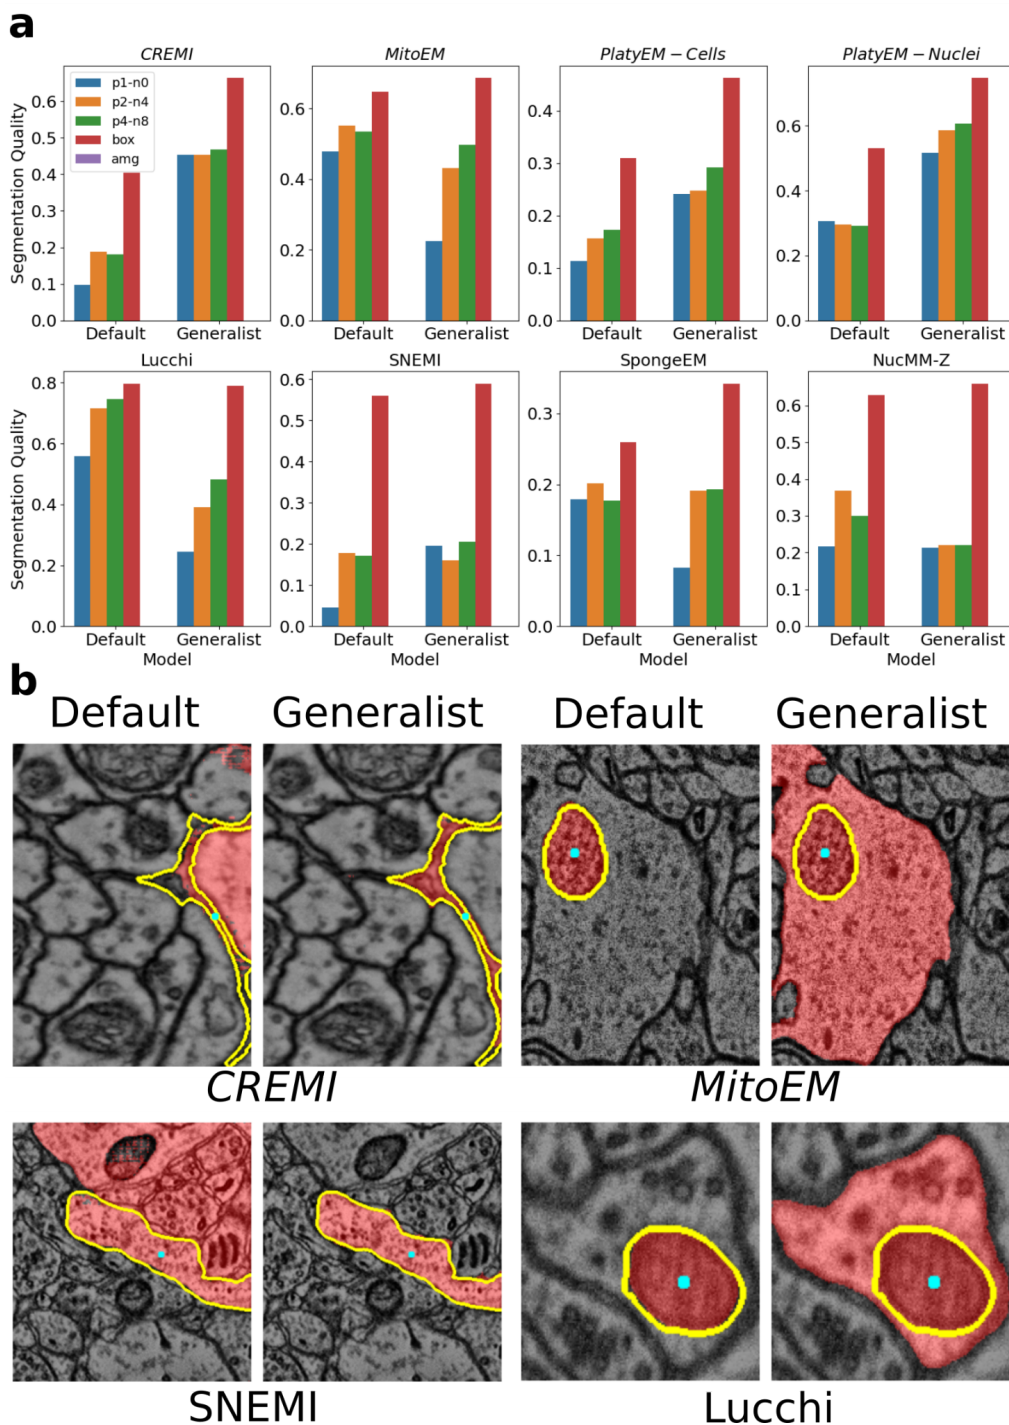 a
CREMI
MitoEM
PlatyEM – Cells
PlatyEM – Nuclei
Segmentation Quality
p1-n0
p2-n4
p4-n8
box
amg
0.6
0.5
0.4
0.3
0.2
0.1
0.0
Default
Generalist
0.6
0.4
0.2
0.0
Default
Generalist
0.4
0.3
0.2
0.1
0.0
Default
Generalist
0.6
0.4
0.2
0.0
Default
Generalist
Lucchi
SNEMI
SpongeEM
NucMM-Z
Segmentation Quality
0.8
0.6
0.4
0.2
0.0
Default
Generalist
Model
0.6
0.5
0.4
0.3
0.2
0.1
0.0
Default
Generalist
Model
0.3
0.2
0.1
0.0
Default
Generalist
Model
0.6
0.5
0.4
0.3
0.2
0.1
0.0
Default
Generalist
Model
b
Default
Generalist
Default
Generalist
CREMI
MitoEM
SNEMI
Lucchi